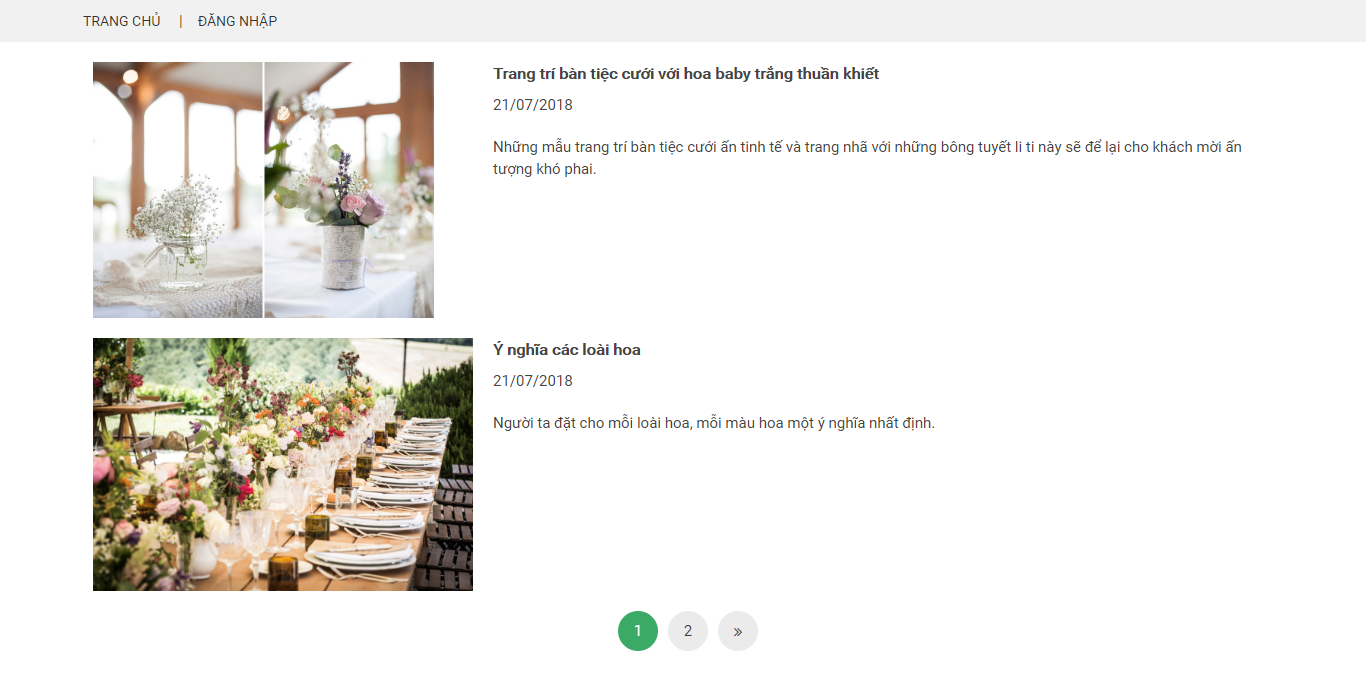 TRANG CHỦ | ĐĂNG NHẬP
Trang trí bàn tiệc cưới với hoa baby trắng thuần khiết
21/07/2018
Những mẫu trang trí bàn tiệc cưới ấn tinh tế và trang nhã với những bông tuyết li ti này sẽ để lại cho khách mời ấn
tượng khó phai.
Ý nghĩa các loài hoa
21/07/2018
Người ta đặt cho mỗi loài hoa, mỗi màu hoa một ý nghĩa nhất định.
1 2 »